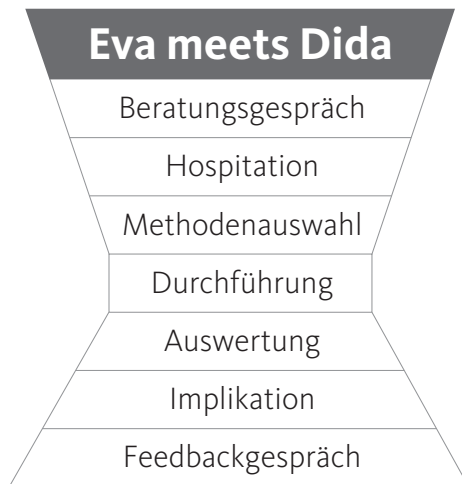 Eva meets Dida
Beratungsgespräch
Hospitation
Methodenauswahl
Durchführung
Auswertung
Implikation
Feedbackgespräch